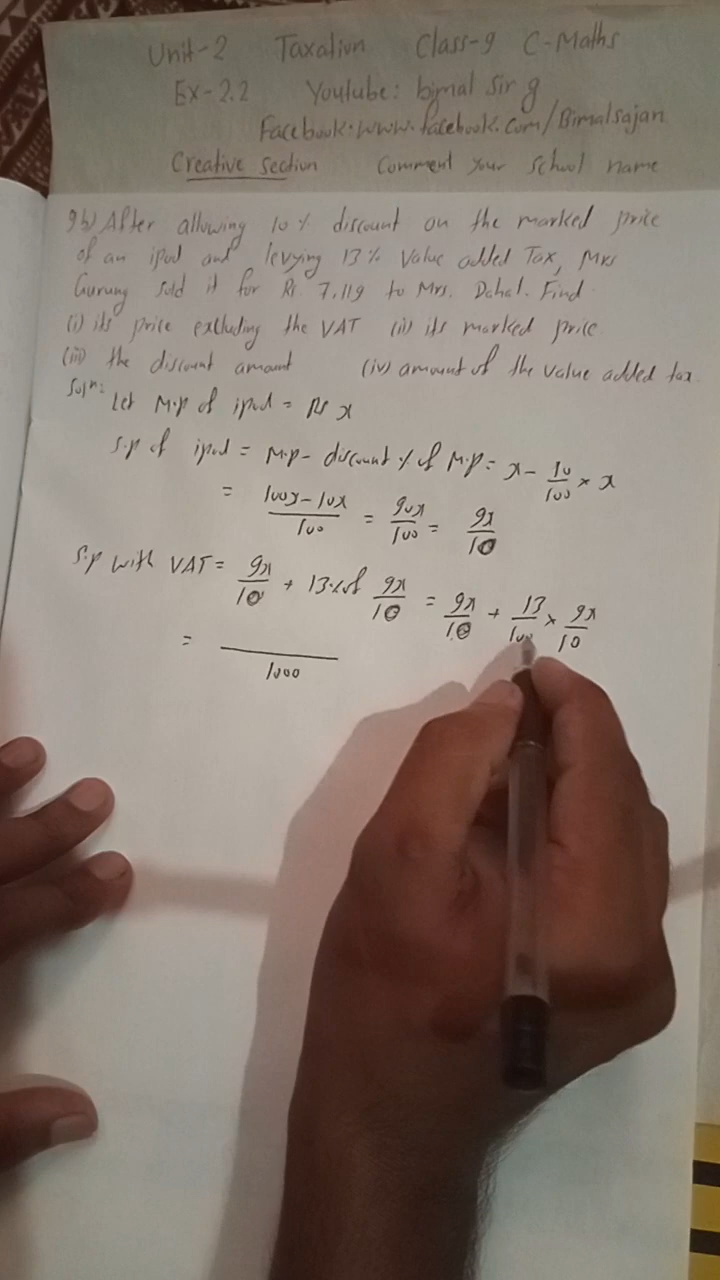 Unit-2 Taxation Class-9 C-Maths
Ex-2.2 Youtube: bimal sir g
Facebook:www.facebook.com/Bimalsajan
Creative section Comment your school name
9b) After allowing 10% discount on the marked price
of an ipod and levying 13% Value added Tax, Mrs
Gurung sold it for Rs 7,119 to Mrs. Dahal. Find
(i) its price excluding the VAT (ii) its marked price
(iii) the discount amount (iv) amount of the value added tax.
Solⁿ:
Let M.p of ipod = Rs x
S.p of ipod = M.p - discount % of M.p = x - 10/100 × x
= 100x-10x/100 = 90x/100 = 9x/10
S.p with VAT = 9x/10 + 13% of 9x/10 = 9x/10 + 13/100 × 9x/10
= /1000